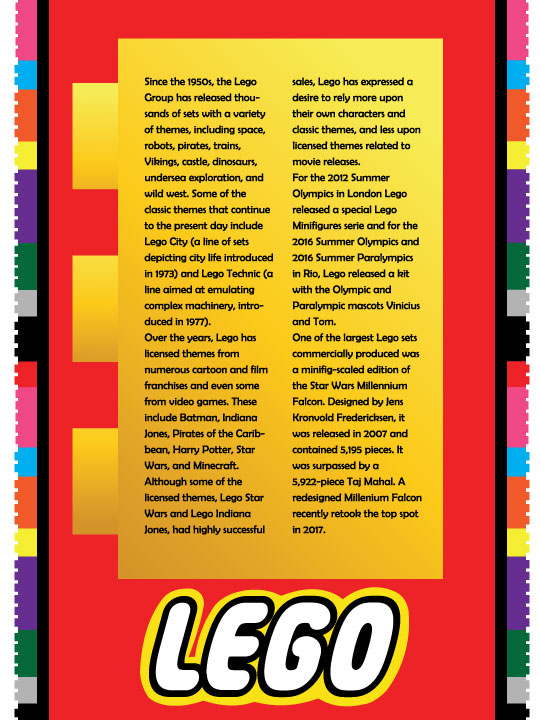 Since the 1950s, the Lego
Group has released thou-
sands of sets with a variety
of themes, including space,
robots, pirates, trains,
Vikings, castle, dinosaurs,
undersea exploration, and
wild west. Some of the
classic themes that continue
to the present day include
Lego City (a line of sets
depicting city life introduced
in 1973) and Lego Technic (a
line aimed at emulating
complex machinery, intro-
duced in 1977).
Over the years, Lego has
licensed themes from
numerous cartoon and film
franchises and even some
from video games. These
include Batman, Indiana
Jones, Pirates of the Carib-
bean, Harry Potter, Star
Wars, and Minecraft.
Although some of the
licensed themes, Lego Star
Wars and Lego Indiana
Jones, had highly successful
sales, Lego has expressed a
desire to rely more upon
their own characters and
classic themes, and less upon
licensed themes related to
movie releases.
For the 2012 Summer
Olympics in London Lego
released a special Lego
Minifigures serie and for the
2016 Summer Olympics and
2016 Summer Paralympics
in Rio, Lego released a kit
with the Olympic and
Paralympic mascots Vinicius
and Tom.
One of the largest Lego sets
commercially produced was
a minifig-scaled edition of
the Star Wars Millennium
Falcon. Designed by Jens
Kronvold Fredericksen, it
was released in 2007 and
contained 5,195 pieces. It
was surpassed by a
5,922-piece Taj Mahal. A
redesigned Millenium Falcon
recently retook the top spot
in 2017.
LEGO